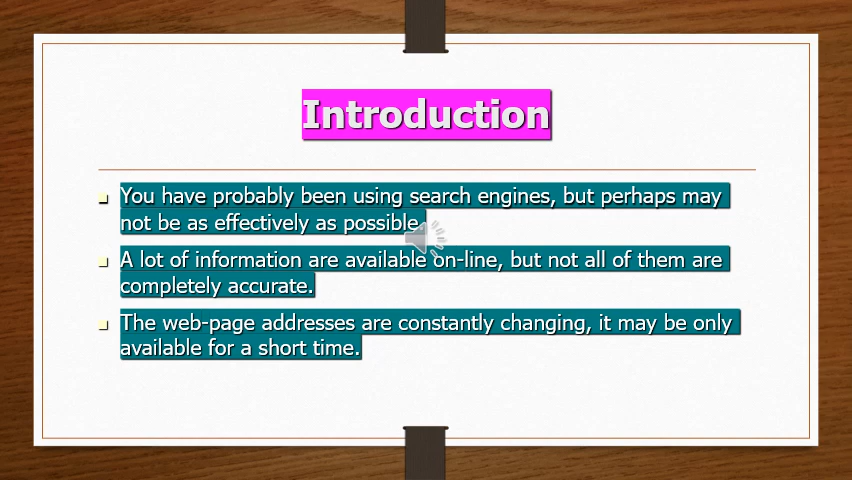 Introduction
You have probably been using search engines, but perhaps may
not be as effectively as possible.
A lot of information are available on-line, but not all of them are
completely accurate.
The web-page addresses are constantly changing, it may be only
available for a short time.